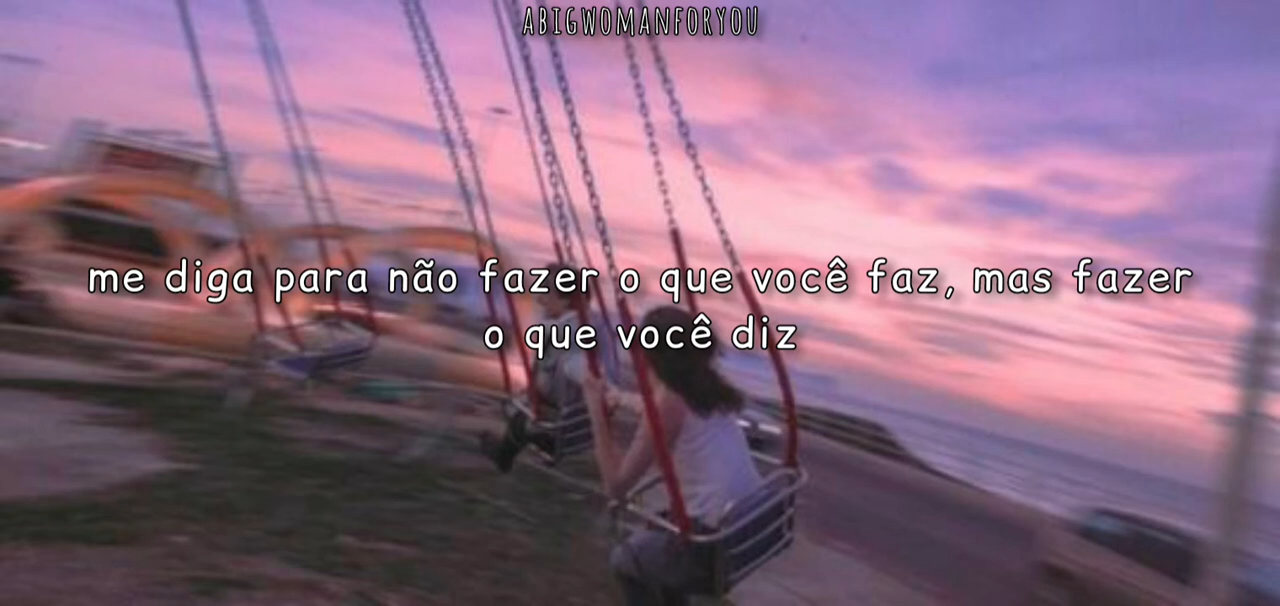 ABIGWOMANFORYOU
me diga para não fazer o que você faz, mas fazer
o que você diz